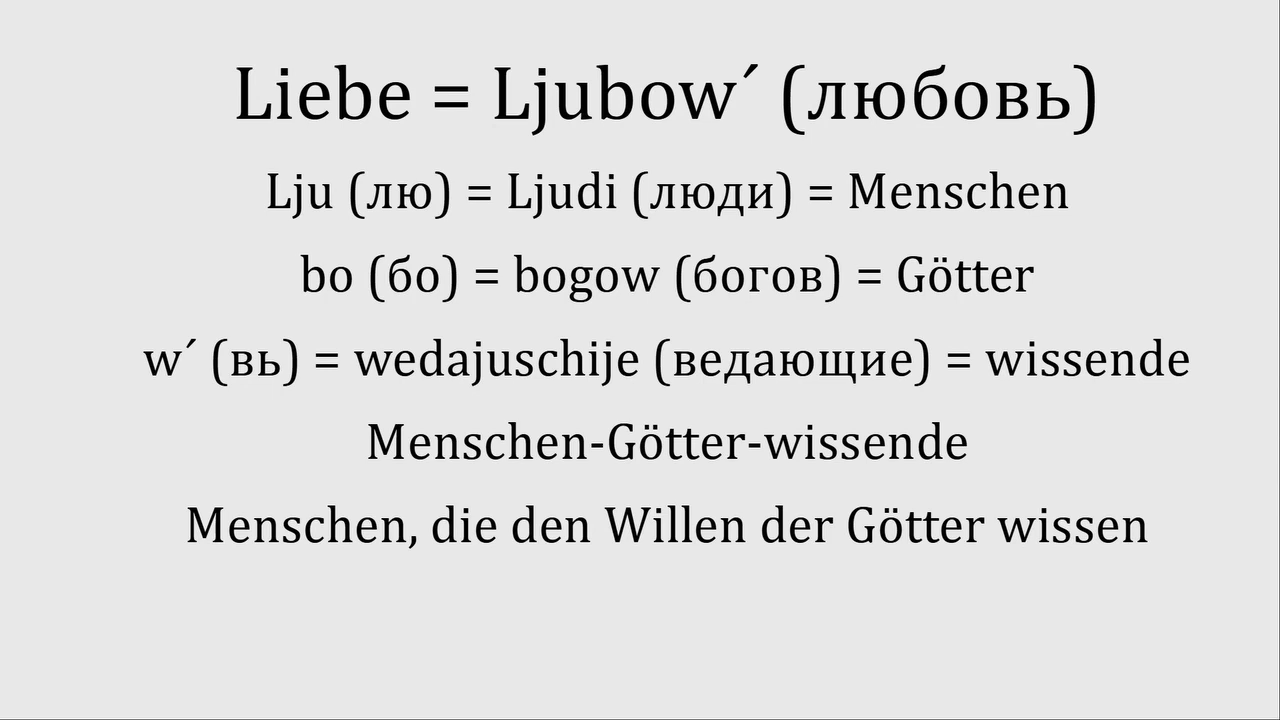 Liebe = Ljubow´ (любовь)
Lju (лю) = Ljudi (люди) = Menschen
bo (бо) = bogow (богов) = Götter
w´ (вь) = wedajuschije (ведающие) = wissende
Menschen-Götter-wissende
Menschen, die den Willen der Götter wissen